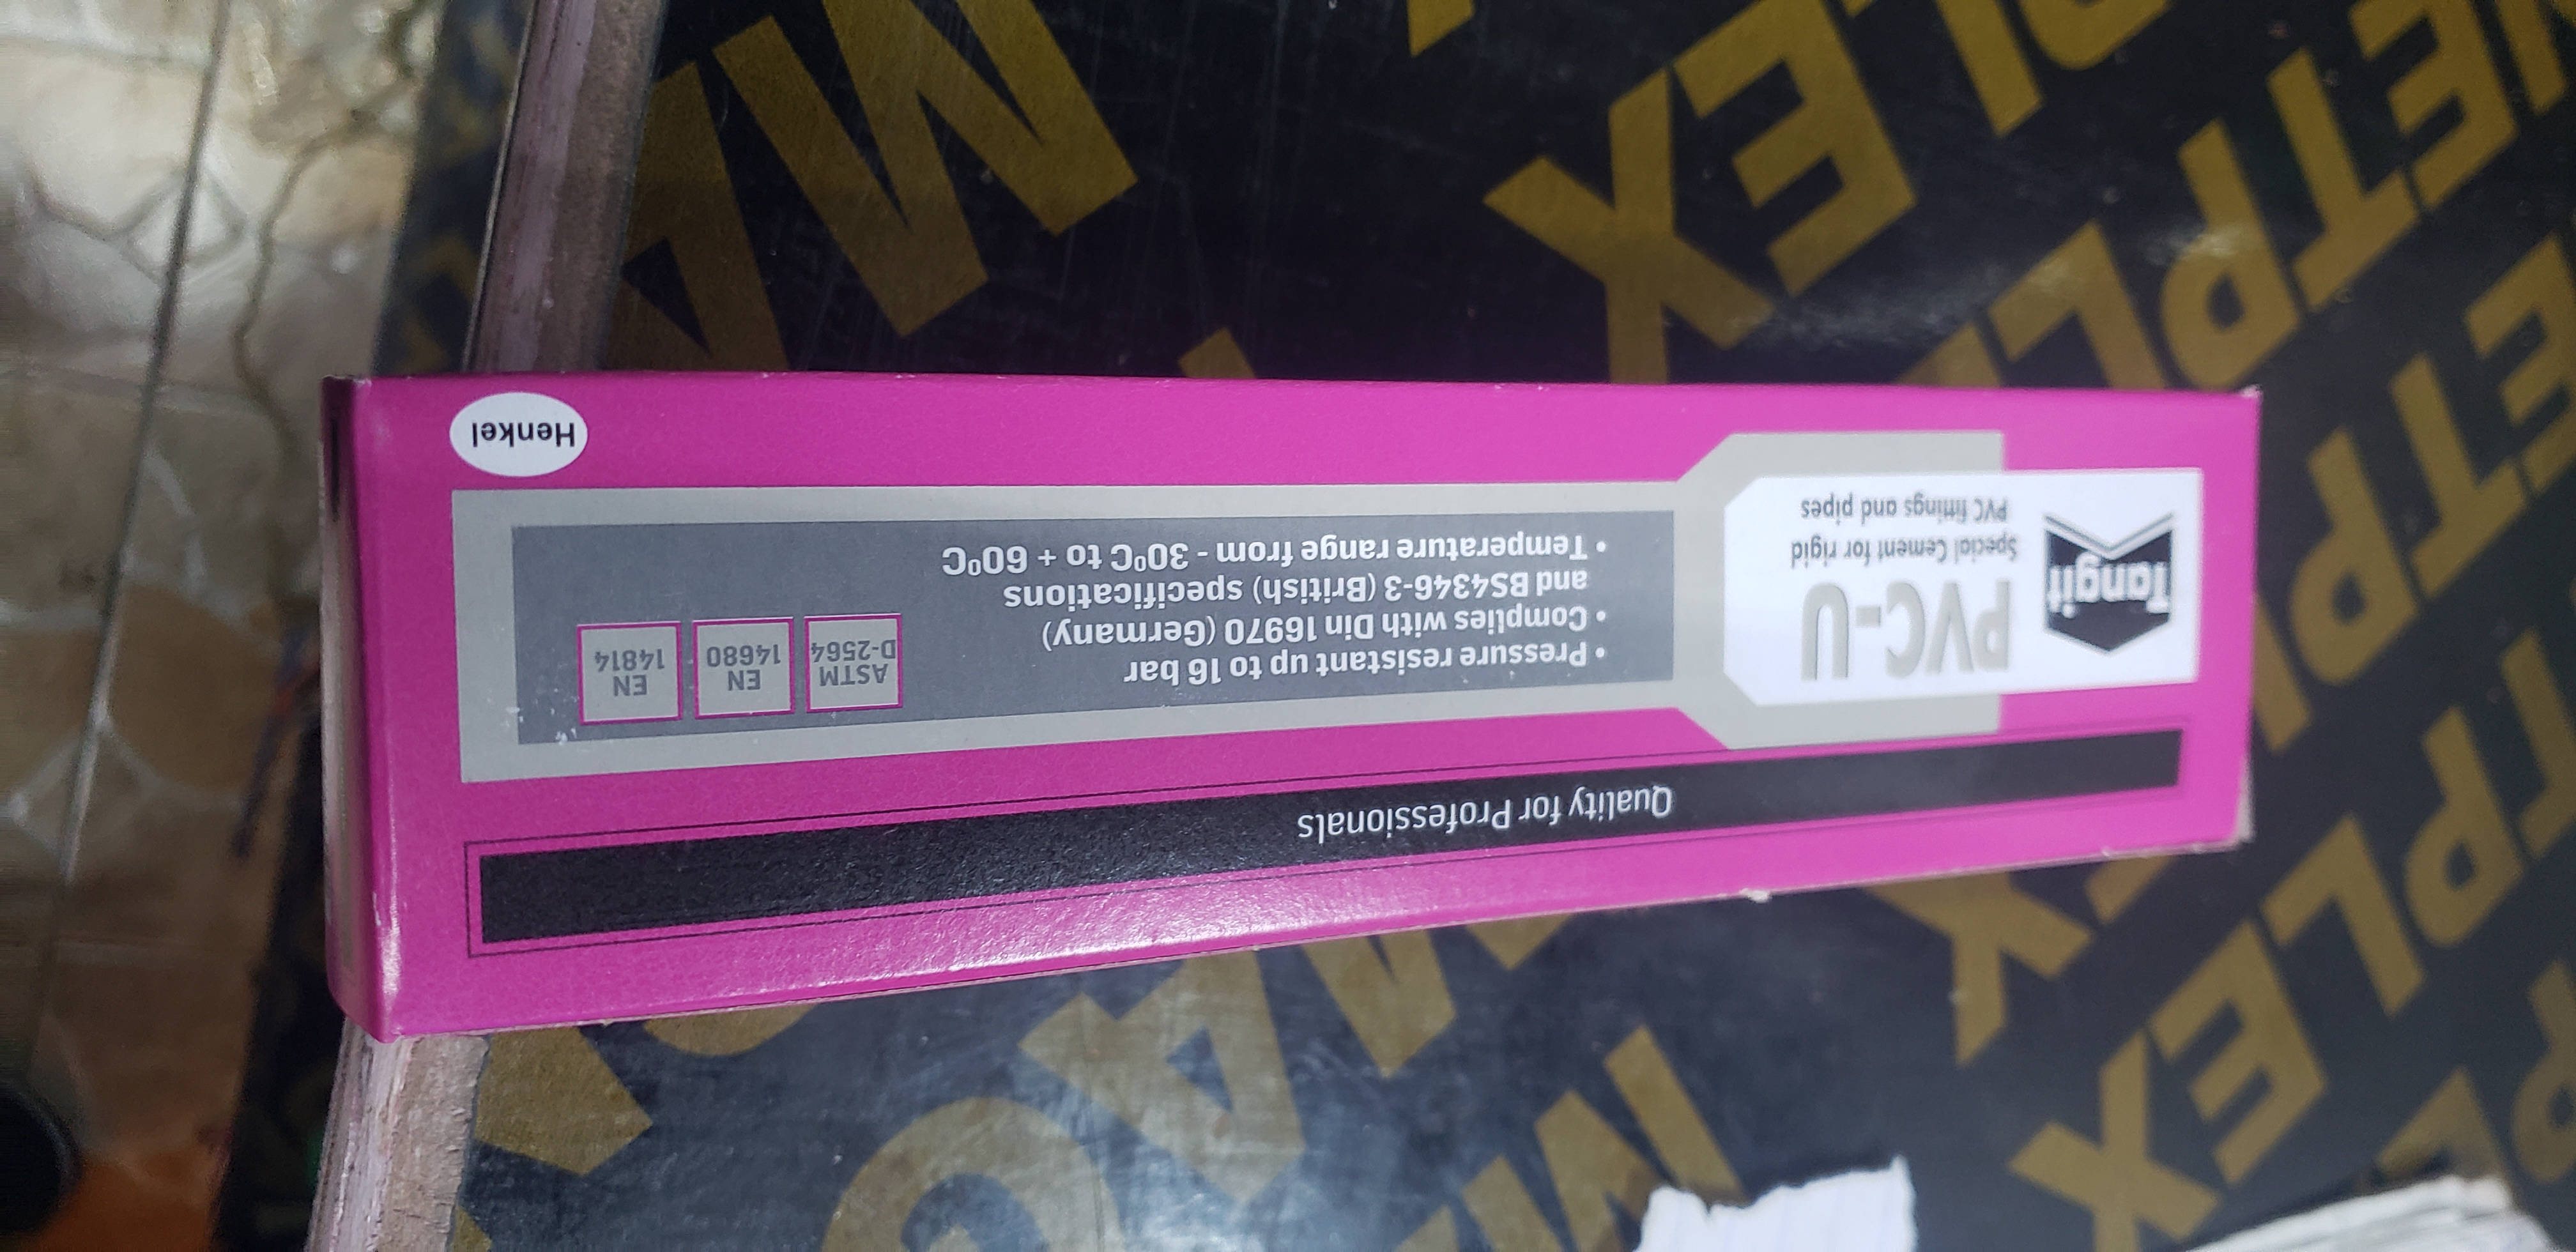 Quality for Professionals
Tangit
PVC-U
Special Cement for rigid
PVC fittings and pipes
• Pressure resistant up to 16 bar
• Complies with Din 16970 (Germany)
and BS4346-3 (British) specifications
• Temperature range from - 30ºC to + 60ºC
ASTM
D-2564
EN
14680
EN
14814
Henkel